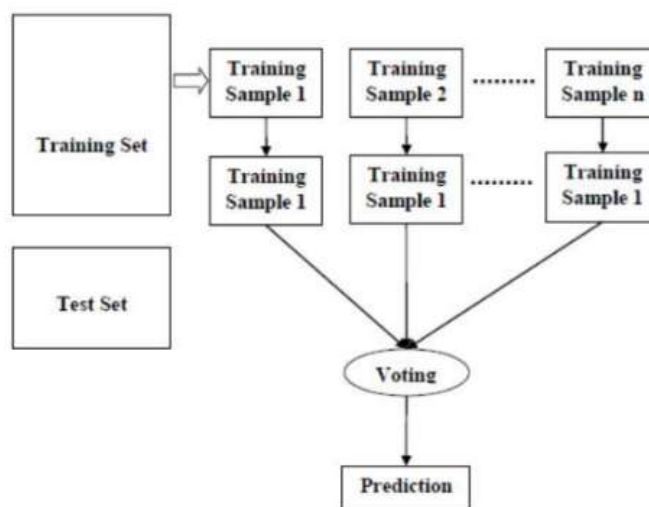 Training Set
Training
Sample 1
Training
Sample 2
Training
Sample n
Training
Sample 1
Training
Sample 1
Training
Sample 1
Test Set
Voting
Prediction